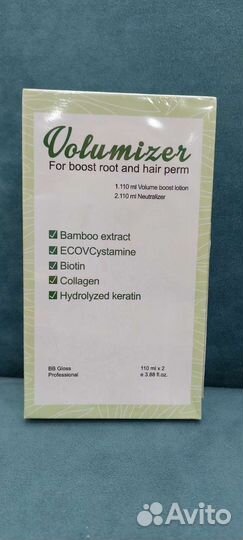 Volumizer
For boost root and hair perm
1.110 ml Volume boost lotion
2.110 ml Neutralizer
Bamboo extract
ECOVCystamine
Biotin
Collagen
Hydrolyzed keratin
BB Gloss
Professional
110 ml x 2
e 3.88 fl.oz.
Avito